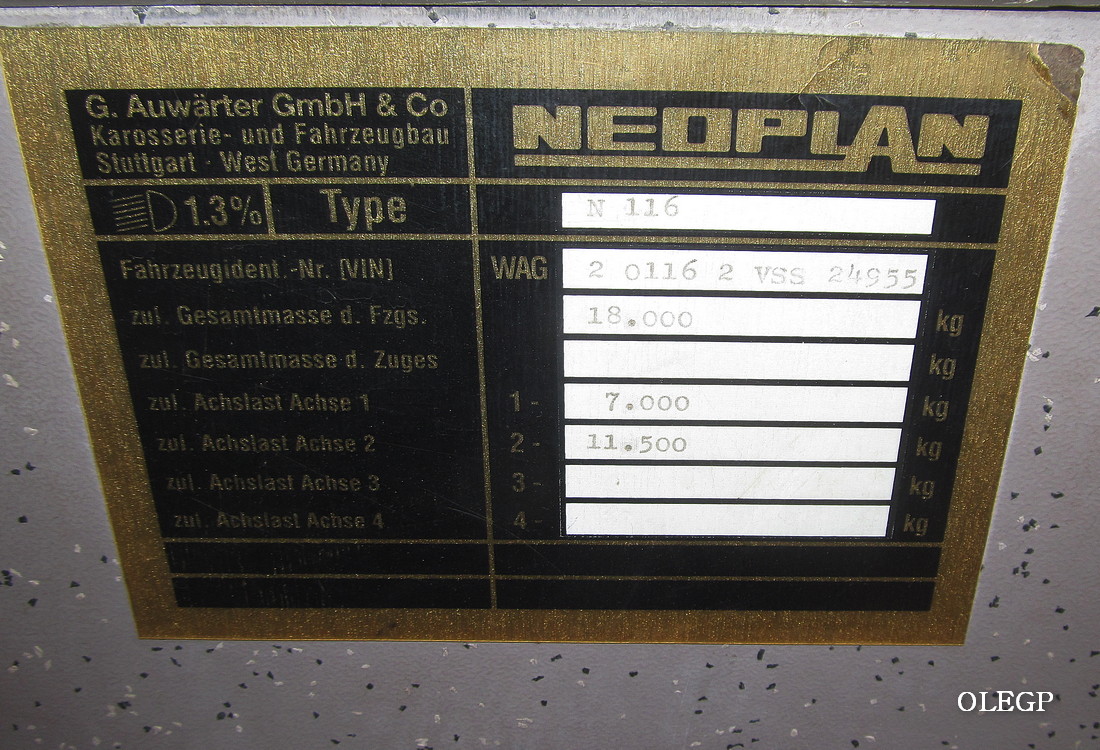 G. Auwärter GmbH & Co
Karosserie- und Fahrzeugbau
Stuttgart · West Germany
NEOPLAN
1.3% Type N 116
Fahrzeugident.-Nr. (VIN) WAG 2 0116 2 VSS 24955
zul. Gesamtmasse d. Fzgs. 18.000 kg
zul. Gesamtmasse d. Zuges kg
zul. Achslast Achse 1 1- 7.000 kg
zul. Achslast Achse 2 2- 11.500 kg
zul. Achslast Achse 3 3- kg
zul. Achslast Achse 4 4- kg
OLEGP